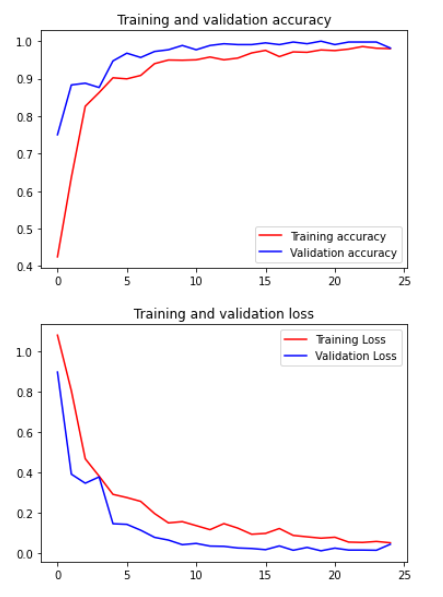 Training and validation accuracy
1.0
0.9
0.8
0.7
0.6
0.5
0.4
Training accuracy
Validation accuracy
0 5 10 15 20 25
Training and validation loss
Training Loss
Validation Loss
1.0
0.8
0.6
0.4
0.2
0.0
0 5 10 15 20 25